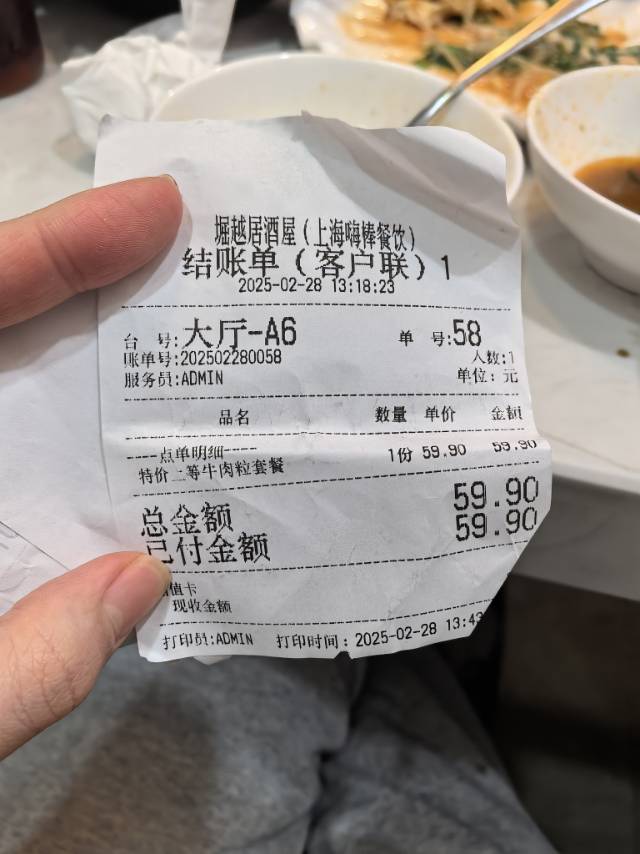 堀越居酒屋(上海嗨棒餐饮)
结账单(客户联)1
2025-02-28 13:18:23
台 号:大厅-A6 单 号:58
账单号:202502280058 人数:1
服务员:ADMIN 单位: 元
品名 数量 单价 金额
----点单明细----
特价二等牛肉粒套餐 1份 59.90 59.90
总金额 59.90
已付金额 59.90
值卡
现收金额
打印员:ADMIN 打印时间:2025-02-28 13:43